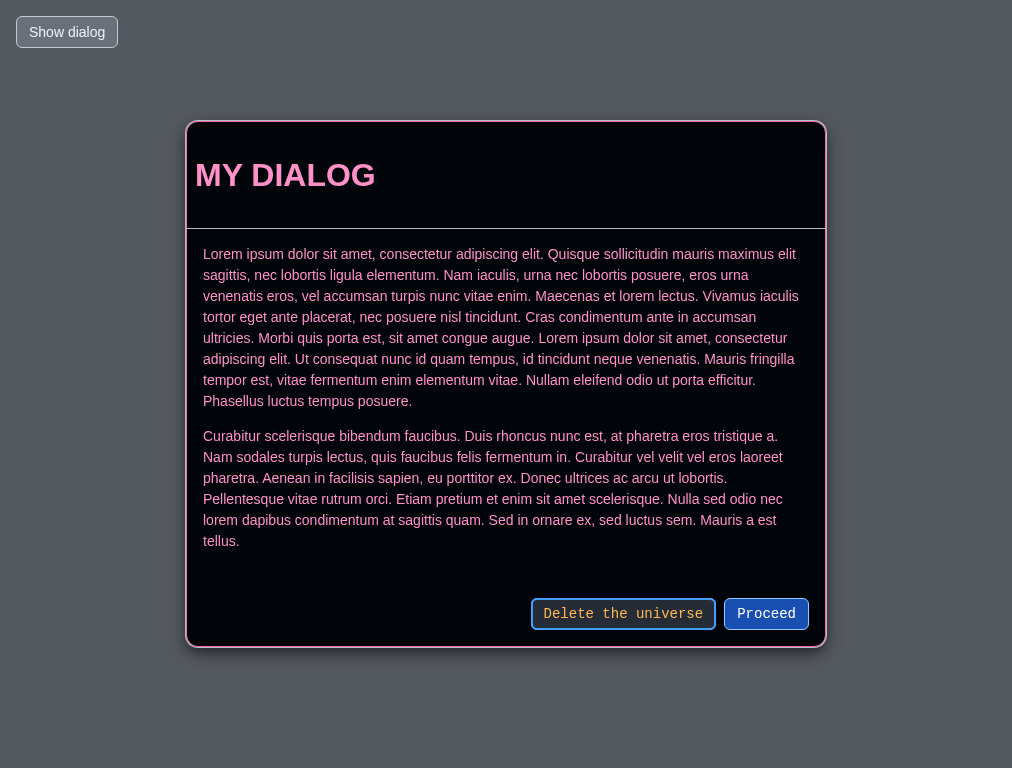 Show dialog
MY DIALOG
Lorem ipsum dolor sit amet, consectetur adipiscing elit. Quisque sollicitudin mauris maximus elit
sagittis, nec lobortis ligula elementum. Nam iaculis, urna nec lobortis posuere, eros urna
venenatis eros, vel accumsan turpis nunc vitae enim. Maecenas et lorem lectus. Vivamus iaculis
tortor eget ante placerat, nec posuere nisl tincidunt. Cras condimentum ante in accumsan
ultricies. Morbi quis porta est, sit amet congue augue. Lorem ipsum dolor sit amet, consectetur
adipiscing elit. Ut consequat nunc id quam tempus, id tincidunt neque venenatis. Mauris fringilla
tempor est, vitae fermentum enim elementum vitae. Nullam eleifend odio ut porta efficitur.
Phasellus luctus tempus posuere.
Curabitur scelerisque bibendum faucibus. Duis rhoncus nunc est, at pharetra eros tristique a.
Nam sodales turpis lectus, quis faucibus felis fermentum in. Curabitur vel velit vel eros laoreet
pharetra. Aenean in facilisis sapien, eu porttitor ex. Donec ultrices ac arcu ut lobortis.
Pellentesque vitae rutrum orci. Etiam pretium et enim sit amet scelerisque. Nulla sed odio nec
lorem dapibus condimentum at sagittis quam. Sed in ornare ex, sed luctus sem. Mauris a est
tellus.
Delete the universe
Proceed